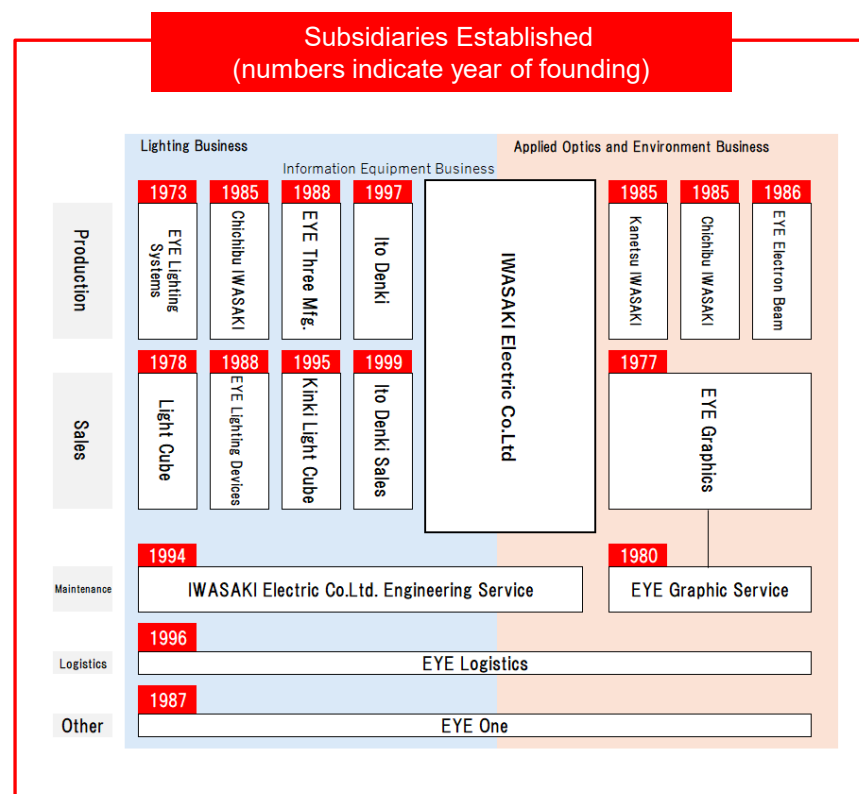 Subsidiaries Established
(numbers indicate year of founding)
Lighting Business
Information Equipment Business
Applied Optics and Environment Business
Production
1973
EYE Lighting
Systems
1985
Chichibu IWASAKI
1988
EYE Three Mfg.
1997
Ito Denki
IWASAKI Electric Co.Ltd
1985
Kanetsu IWASAKI
1985
Chichibu IWASAKI
1986
EYE Electron Beam
Sales
1978
Light Cube
1988
EYE Lighting Devices
1995
Kinki Light Cube
1999
Ito Denki Sales
1977
EYE Graphics
Maintenance
1994
IWASAKI Electric Co.Ltd. Engineering Service
1980
EYE Graphic Service
Logistics
1996
EYE Logistics
Other
1987
EYE One